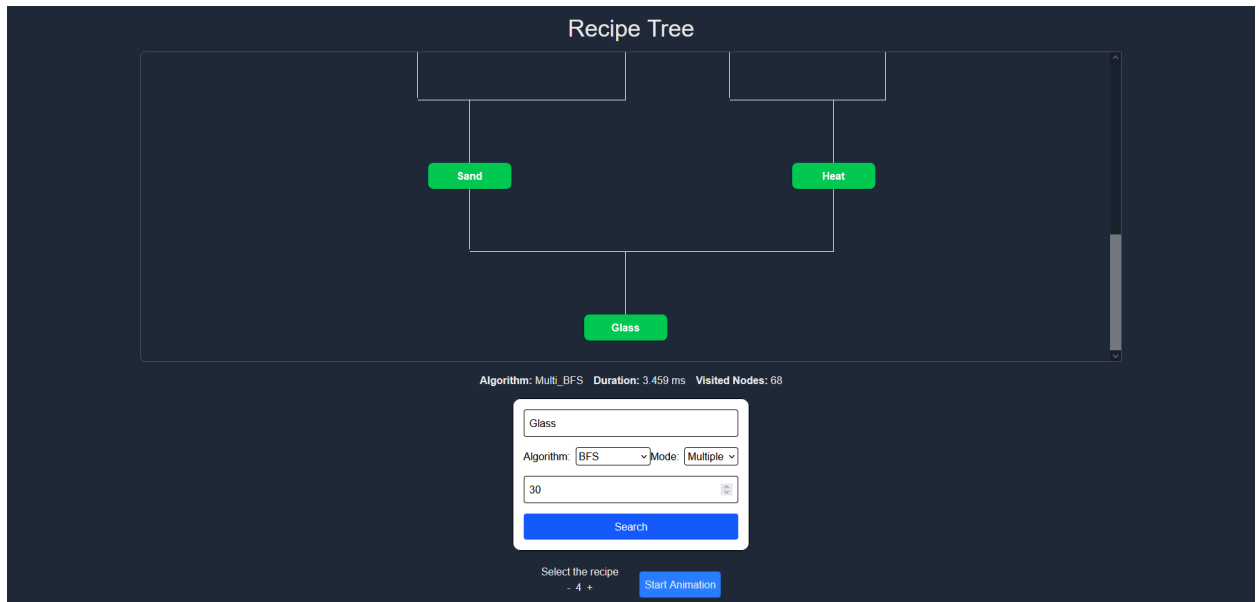 Recipe Tree
Sand Heat
Glass
Algorithm: Multi_BFS Duration: 3.459 ms Visited Nodes: 68
Glass
Algorithm: BFS Mode: Multiple
30
Search
Select the recipe
- 4 + Start Animation